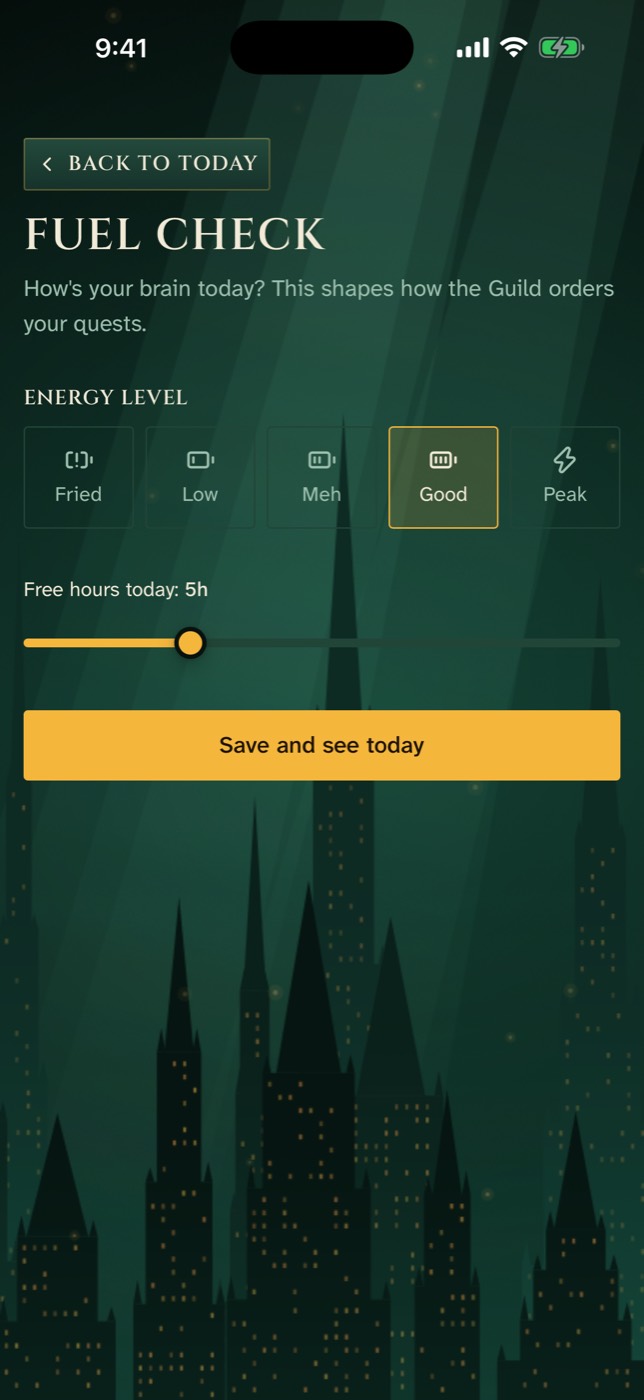 9:41
BACK TO TODAY
FUEL CHECK
How's your brain today? This shapes how the Guild orders
your quests.
ENERGY LEVEL
Fried Low Meh Good Peak
Free hours today: 5h
Save and see today